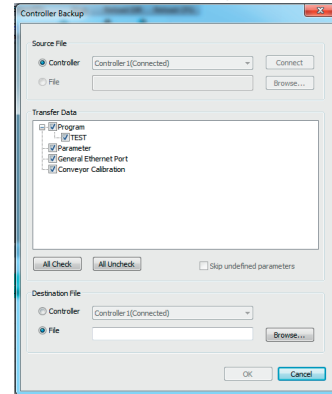 Controller Backup
Source File
Controller
Controller1(Connected)
Connect
File
Browse...
Transfer Data
Program
TEST
Parameter
General Ethernet Port
Conveyor Calibration
All Check
All Uncheck
Skip undefined parameters
Destination File
Controller
Controller1(Connected)
File
Browse...
OK
Cancel